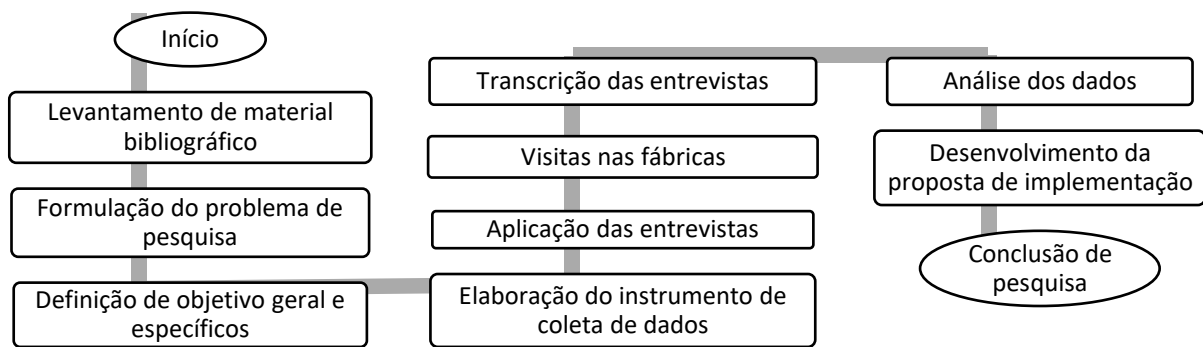 Início
Levantamento de material
bibliográfico
Formulação do problema de
pesquisa
Definição de objetivo geral e
específicos
Elaboração do instrumento de
coleta de dados
Aplicação das entrevistas
Visitas nas fábricas
Transcrição das entrevistas
Análise dos dados
Desenvolvimento da
proposta de implementação
Conclusão de
pesquisa